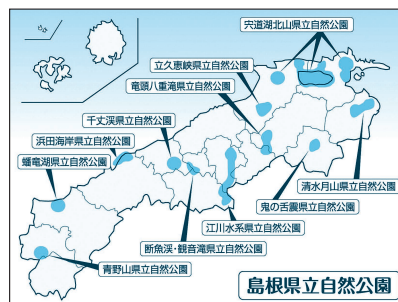 宍道湖北山県立自然公園
立久恵峡県立自然公園
竜頭八重滝県立自然公園
千丈渓県立自然公園
浜田海岸県立自然公園
蟠竜湖県立自然公園
清水月山県立自然公園
鬼の舌震県立自然公園
江川水系県立自然公園
断魚渓・観音滝県立自然公園
青野山県立自然公園
島根県立自然公園